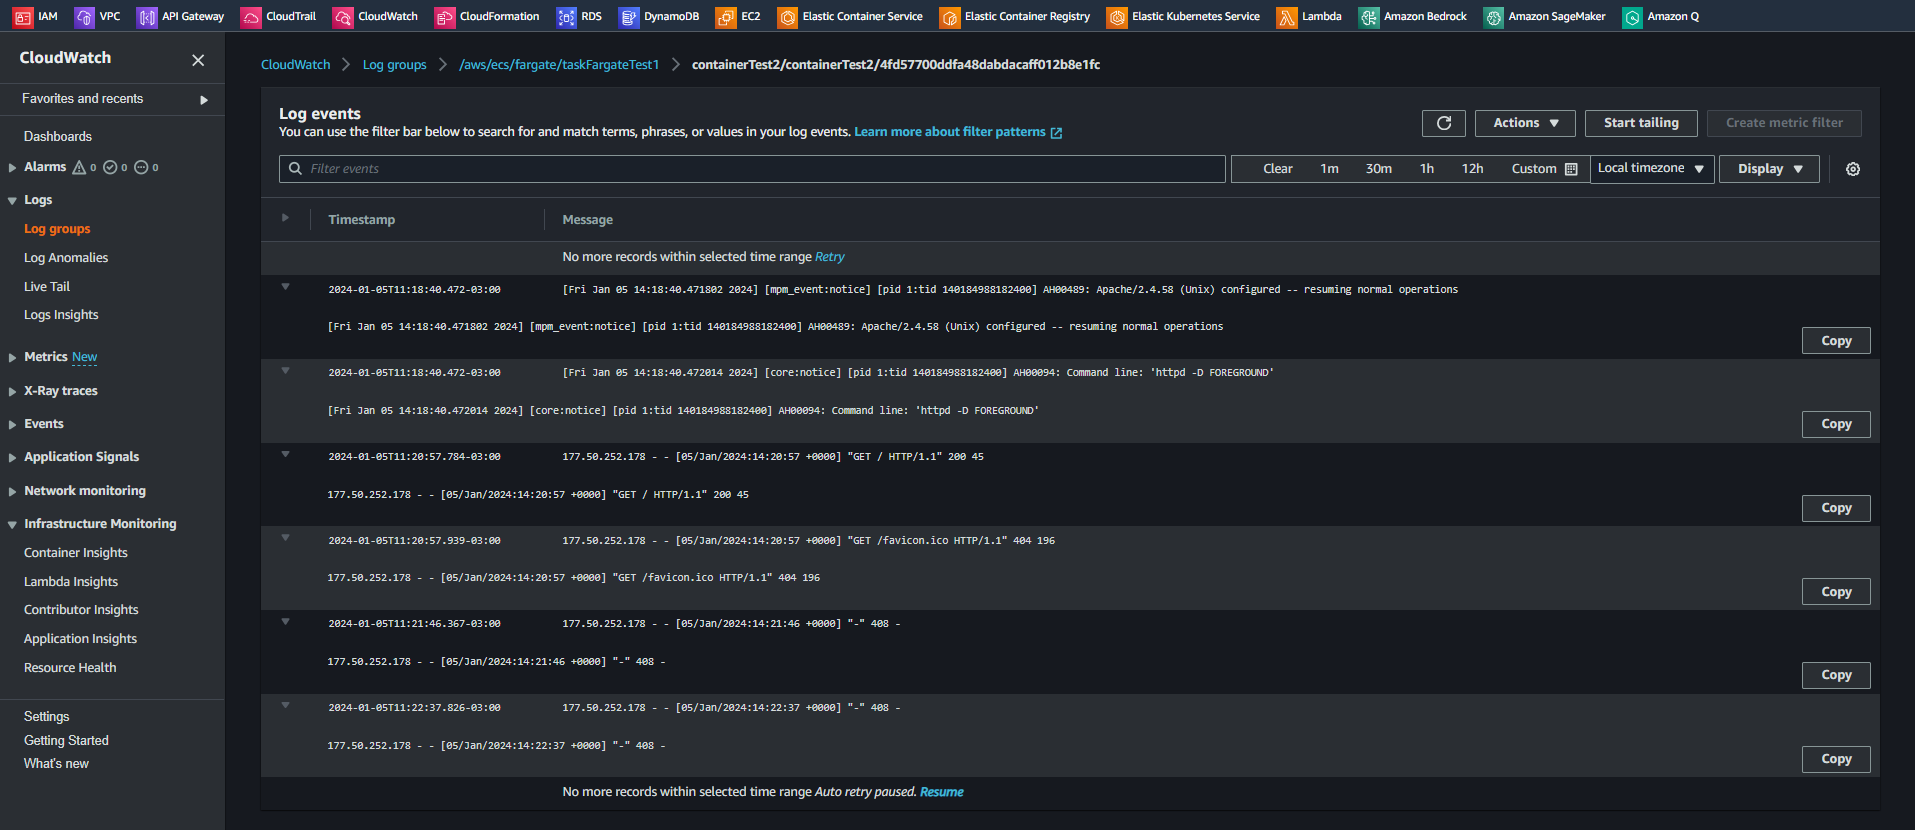 IAM VPC API Gateway CloudTrail CloudWatch CloudFormation RDS DynamoDB EC2 Elastic Container Service Elastic Container Registry Elastic Kubernetes Service Lambda Amazon Bedrock Amazon SageMaker Amazon Q
CloudWatch
Favorites and recents
Dashboards
Alarms 0 0 0
Logs
Log groups
Log Anomalies
Live Tail
Logs Insights
Metrics New
X-Ray traces
Events
Application Signals
Network monitoring
Infrastructure Monitoring
Container Insights
Lambda Insights
Contributor Insights
Application Insights
Resource Health
Settings
Getting Started
What's new
CloudWatch Log groups /aws/ecs/fargate/taskFargateTest1 containerTest2/containerTest2/4fd57700ddfa48dabdacaff012b8e1fc
Log events
You can use the filter bar below to search for and match terms, phrases, or values in your log events. Learn more about filter patterns
Actions Start tailing Create metric filter
Filter events Clear 1m 30m 1h 12h Custom Local timezone Display
Timestamp Message
No more records within selected time range Retry
2024-01-05T11:18:40.472-03:00 [Fri Jan 05 14:18:40.471802 2024] [mpm_event:notice] [pid 1:tid 140184988182400] AH00489: Apache/2.4.58 (Unix) configured -- resuming normal operations
[Fri Jan 05 14:18:40.471802 2024] [mpm_event:notice] [pid 1:tid 140184988182400] AH00489: Apache/2.4.58 (Unix) configured -- resuming normal operations
Copy
2024-01-05T11:18:40.472-03:00 [Fri Jan 05 14:18:40.472014 2024] [core:notice] [pid 1:tid 140184988182400] AH00094: Command line: 'httpd -D FOREGROUND'
[Fri Jan 05 14:18:40.472014 2024] [core:notice] [pid 1:tid 140184988182400] AH00094: Command line: 'httpd -D FOREGROUND'
Copy
2024-01-05T11:20:57.784-03:00 177.50.252.178 - - [05/Jan/2024:14:20:57 +0000] "GET / HTTP/1.1" 200 45
177.50.252.178 - - [05/Jan/2024:14:20:57 +0000] "GET / HTTP/1.1" 200 45
Copy
2024-01-05T11:20:57.939-03:00 177.50.252.178 - - [05/Jan/2024:14:20:57 +0000] "GET /favicon.ico HTTP/1.1" 404 196
177.50.252.178 - - [05/Jan/2024:14:20:57 +0000] "GET /favicon.ico HTTP/1.1" 404 196
Copy
2024-01-05T11:21:46.367-03:00 177.50.252.178 - - [05/Jan/2024:14:21:46 +0000] "-" 408 -
177.50.252.178 - - [05/Jan/2024:14:21:46 +0000] "-" 408 -
Copy
2024-01-05T11:22:37.826-03:00 177.50.252.178 - - [05/Jan/2024:14:22:37 +0000] "-" 408 -
177.50.252.178 - - [05/Jan/2024:14:22:37 +0000] "-" 408 -
Copy
No more records within selected time range Auto retry paused. Resume